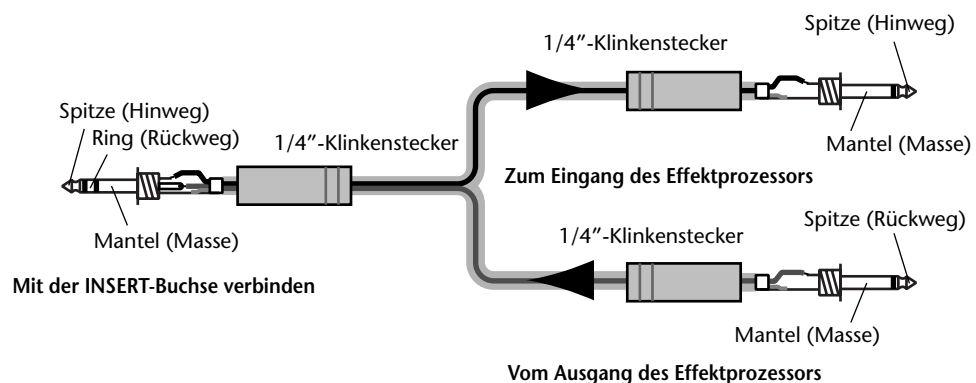 Spitze (Hinweg)
1/4″-Klinkenstecker
Spitze (Hinweg)
Ring (Rückweg)
1/4″-Klinkenstecker
Mantel (Masse)
Zum Eingang des Effektprozessors
Spitze (Rückweg)
1/4″-Klinkenstecker
Mantel (Masse)
Mit der INSERT-Buchse verbinden
Mantel (Masse)
Vom Ausgang des Effektprozessors